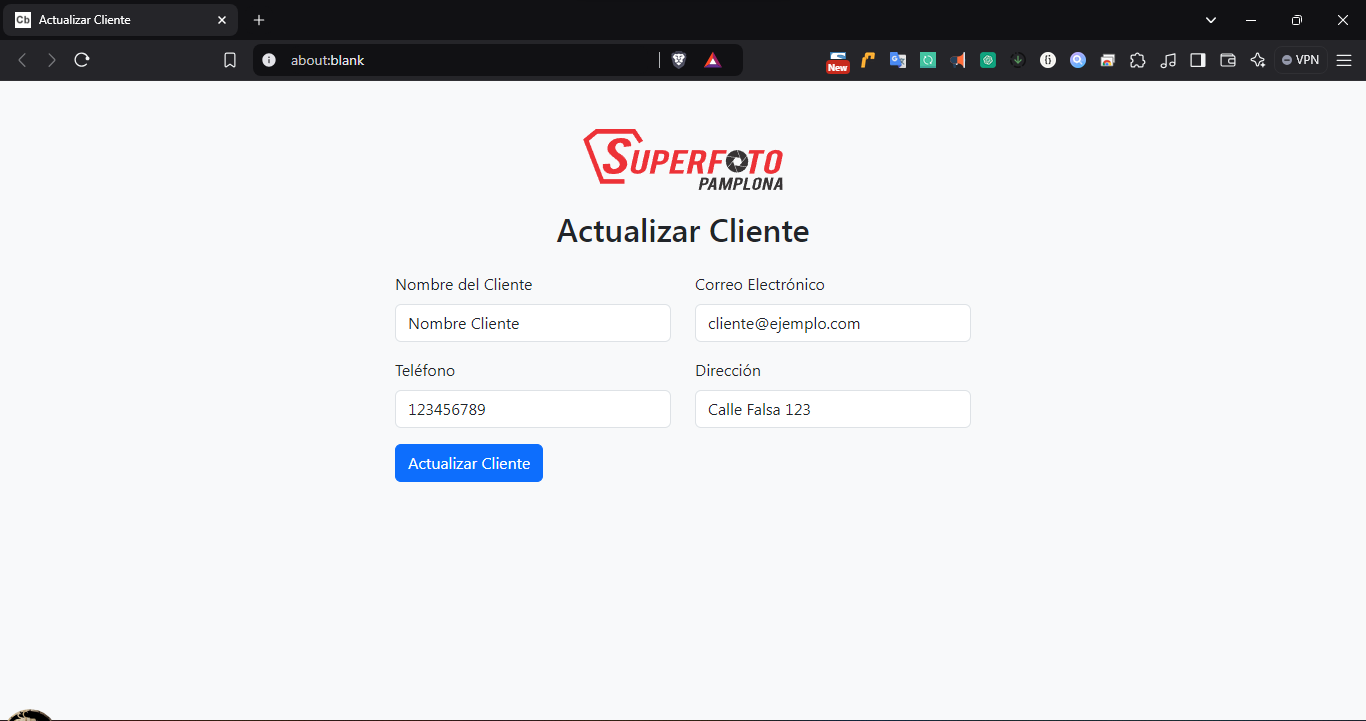 Cb Actualizar Cliente
about:blank
New
VPN
SUPERFOTO
PAMPLONA
Actualizar Cliente
Nombre del Cliente
Correo Electrónico
Nombre Cliente
cliente@ejemplo.com
Teléfono
Dirección
123456789
Calle Falsa 123
Actualizar Cliente